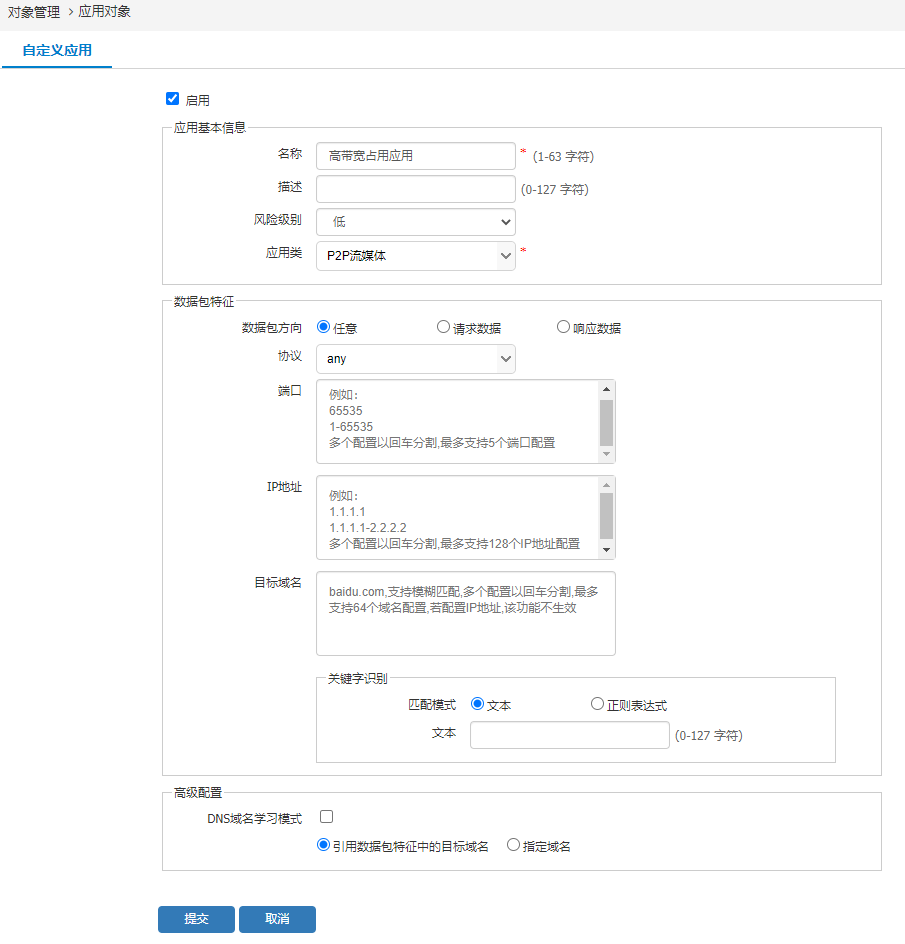 对象管理 > 应用对象
自定义应用
启用
应用基本信息
名称 高带宽占用应用 * (1-63 字符)
描述 (0-127 字符)
风险级别 低
应用类 P2P流媒体 *
数据包特征
数据包方向 任意 请求数据 响应数据
协议 any
端口 例如：
65535
1-65535
多个配置以回车分割,最多支持5个端口配置
IP地址 例如：
1.1.1.1
1.1.1.1-2.2.2.2
多个配置以回车分割,最多支持128个IP地址配置
目标域名 baidu.com,支持模糊匹配,多个配置以回车分割,最多
支持64个域名配置,若配置IP地址,该功能不生效
关键字识别
匹配模式 文本 正则表达式
文本 (0-127 字符)
高级配置
DNS域名学习模式
引用数据包特征中的目标域名 指定域名
提交 取消